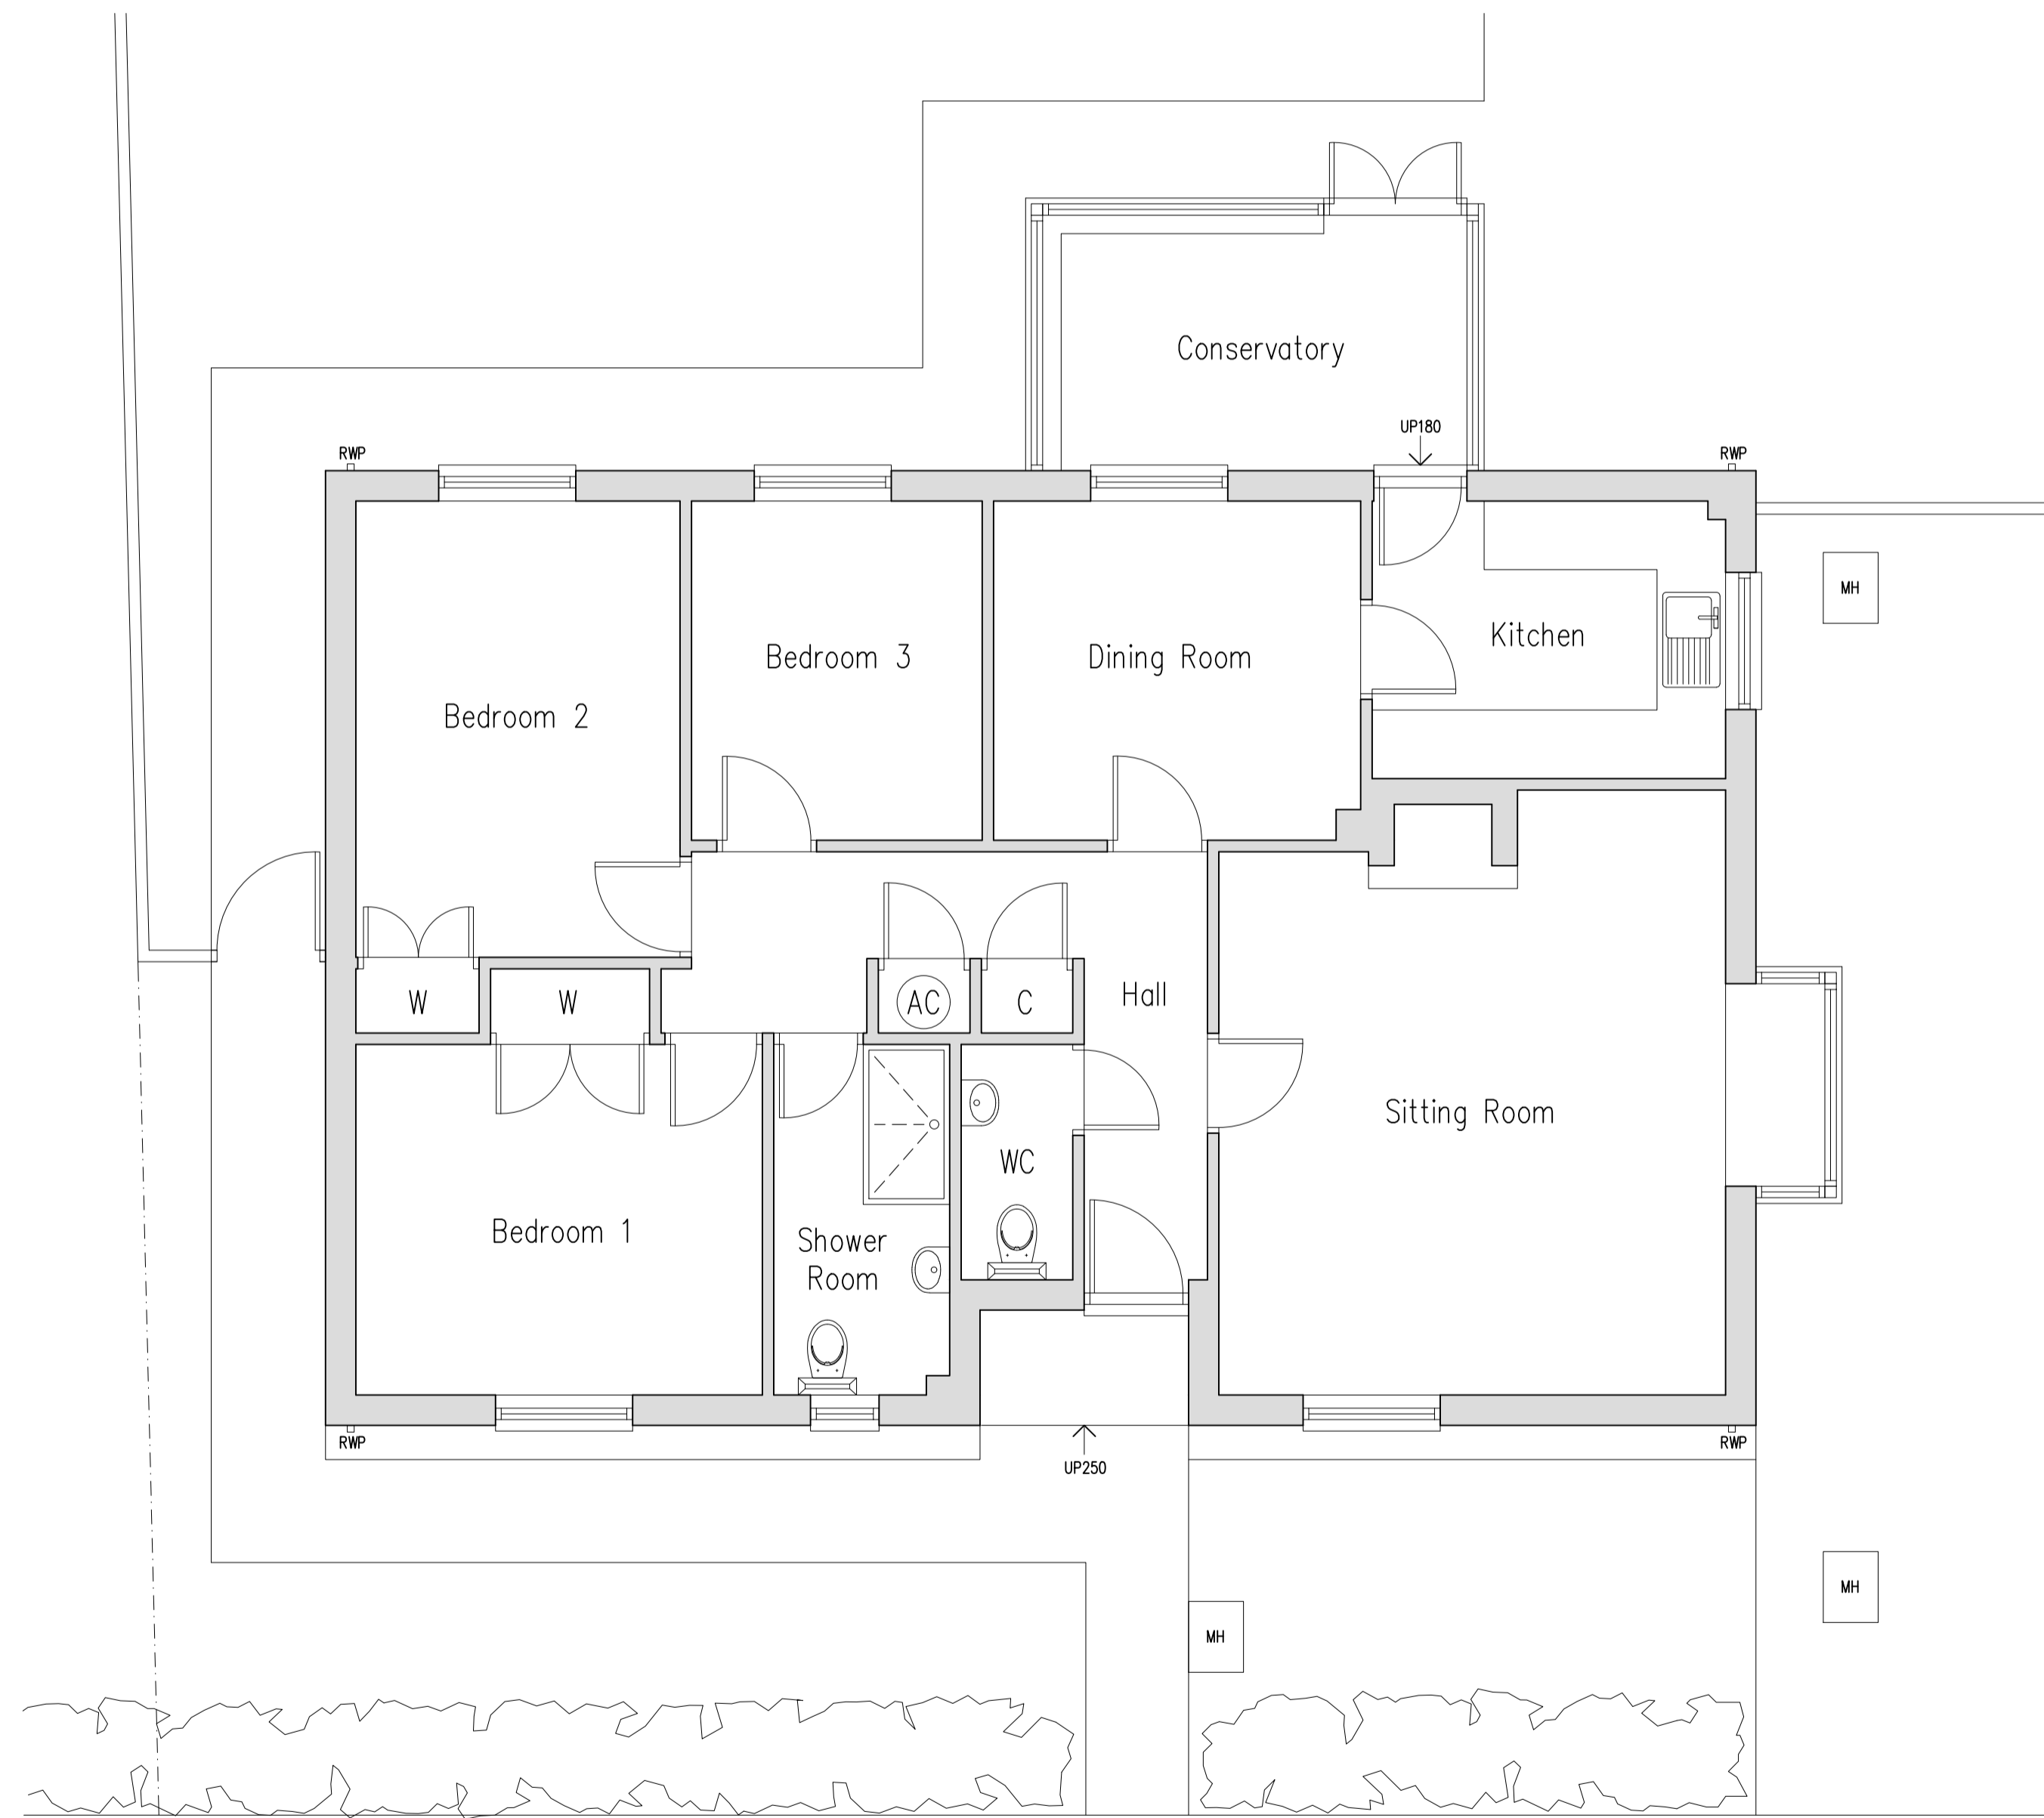 Conservatory
UP180
RWP
RWP
MH
Kitchen
Bedroom 3
Dining Room
Bedroom 2
W
W
AC
C
Hall
Sitting Room
WC
Bedroom 1
Shower
Room
RWP
UP250
RWP
MH
MH